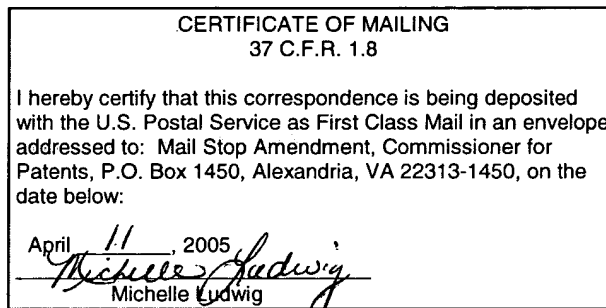 CERTIFICATE OF MAILING
37 C.F.R. 1.8
I hereby certify that this correspondence is being deposited
with the U.S. Postal Service as First Class Mail in an envelope
addressed to: Mail Stop Amendment, Commissioner for
Patents, P.O. Box 1450, Alexandria, VA 22313-1450, on the
date below:
April 11, 2005
Michelle Ludwig
Michelle Ludwig